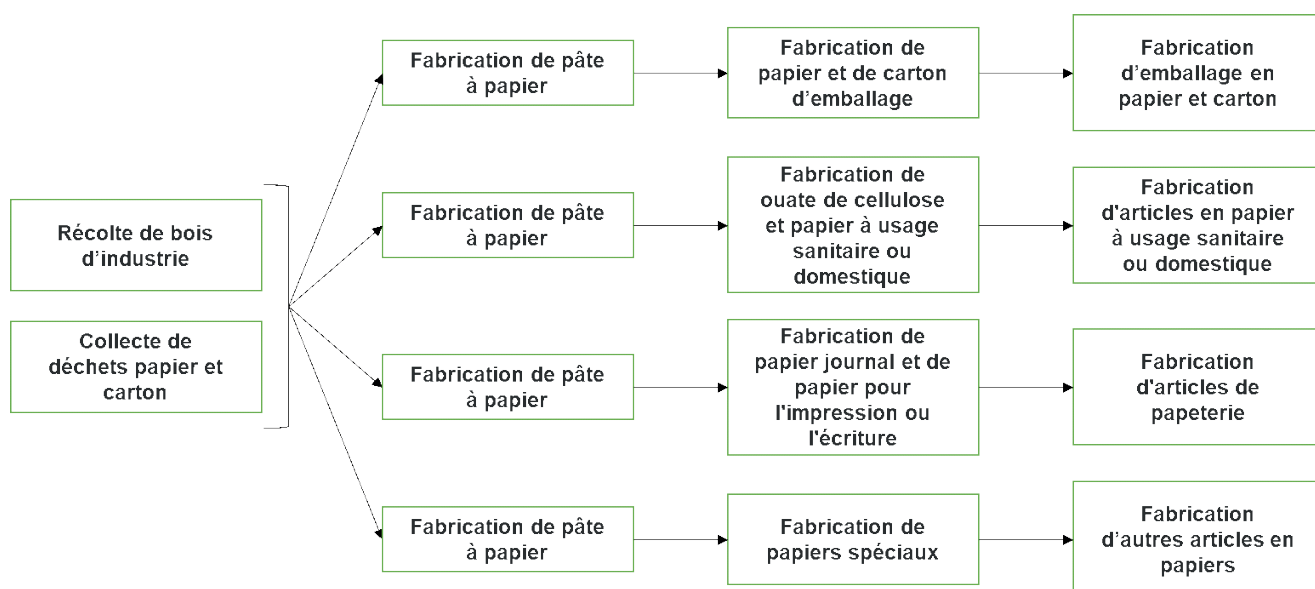 Récolte de bois
d’industrie
Collecte de
déchets papier et
carton
Fabrication de pâte
à papier
Fabrication de
papier et de carton
d’emballage
Fabrication
d’emballage en
papier et carton
Fabrication de pâte
à papier
Fabrication de
ouate de cellulose
et papier à usage
sanitaire ou
domestique
Fabrication
d'articles en papier
à usage sanitaire
ou domestique
Fabrication de pâte
à papier
Fabrication de
papier journal et de
papier pour
l'impression ou
l'écriture
Fabrication
d'articles de
papeterie
Fabrication de pâte
à papier
Fabrication de
papiers spéciaux
Fabrication
d’autres articles en
papiers